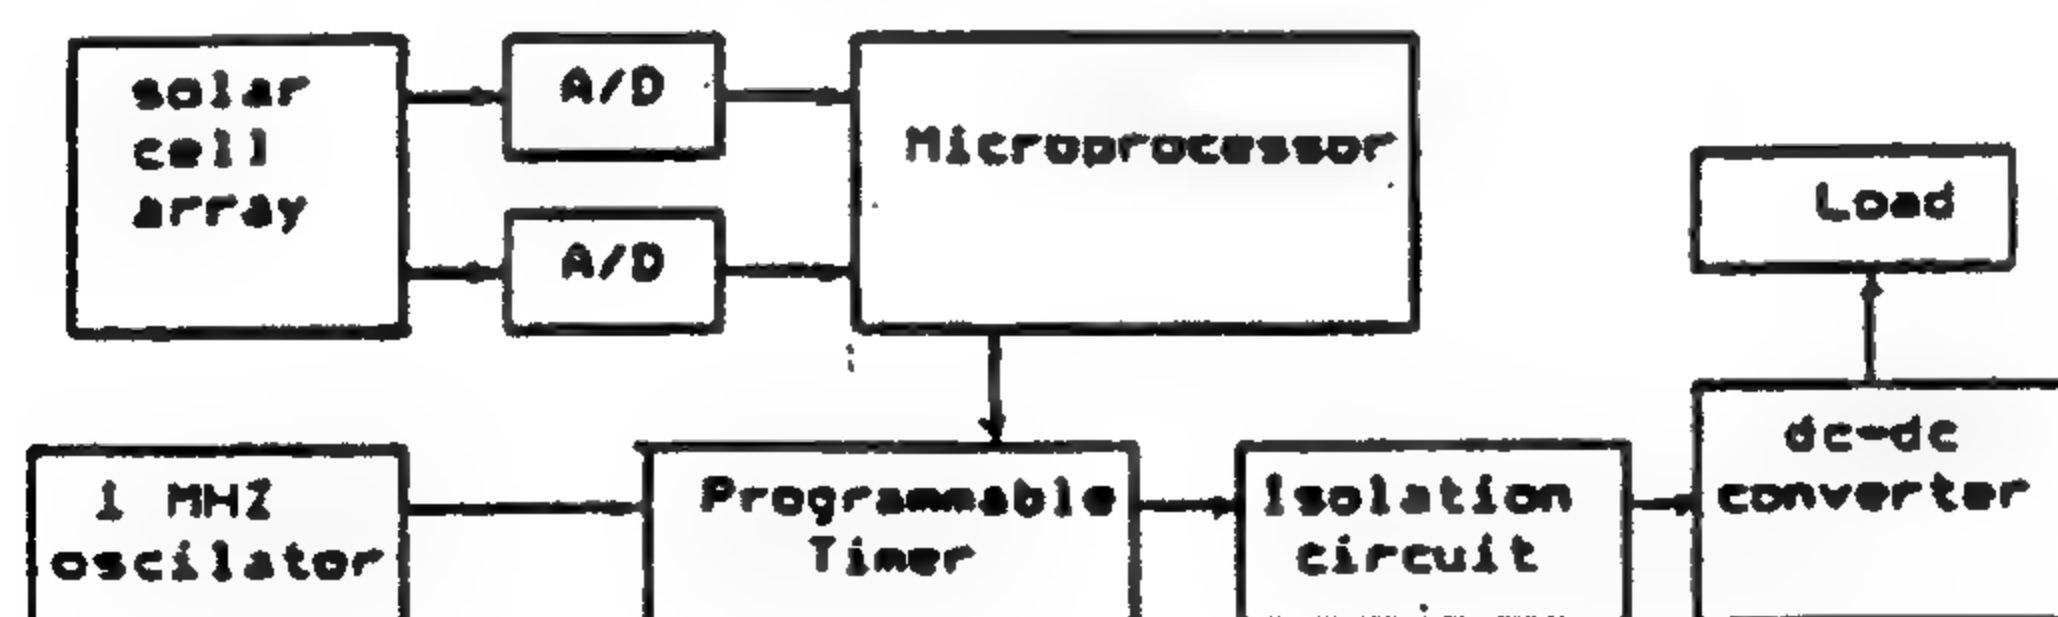 solar
cell
array
A/D
A/D
Microprocessor
Load
1 MHZ
oscilator
Programmable
Timer
Isolation
circuit
dc-dc
converter